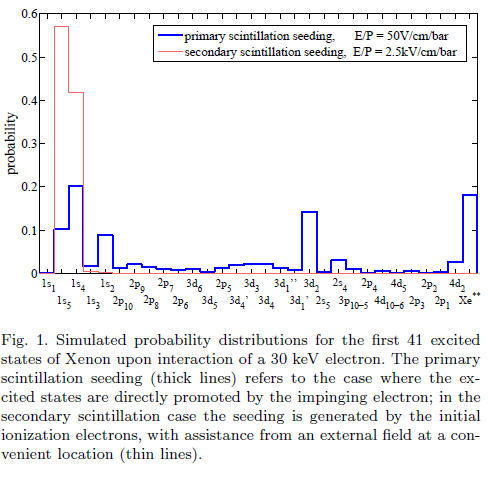 0.6
primary scintillation seeding, E/P = 50V/cm/bar
secondary scintillation seeding, E/P = 2.5kV/cm/bar
0.5
0.4
probability
0.3
0.2
0.1
0
1s1 1s4 1s2 2p9 2p7 3d6 2p5 3d3 3d1'' 3d2 2s4 2p4 4d5 2p2 4d2
1s5 1s3 2p10 2p8 2p6 3d5 3d4' 3d4 3d1' 2s5 3p10-5 4d10-6 2p3 2p1 Xe**
Fig. 1. Simulated probability distributions for the first 41 excited
states of Xenon upon interaction of a 30 keV electron. The primary
scintillation seeding (thick lines) refers to the case where the ex-
cited states are directly promoted by the impinging electron; in the
secondary scintillation case the seeding is generated by the initial
ionization electrons, with assistance from an external field at a con-
venient location (thin lines).